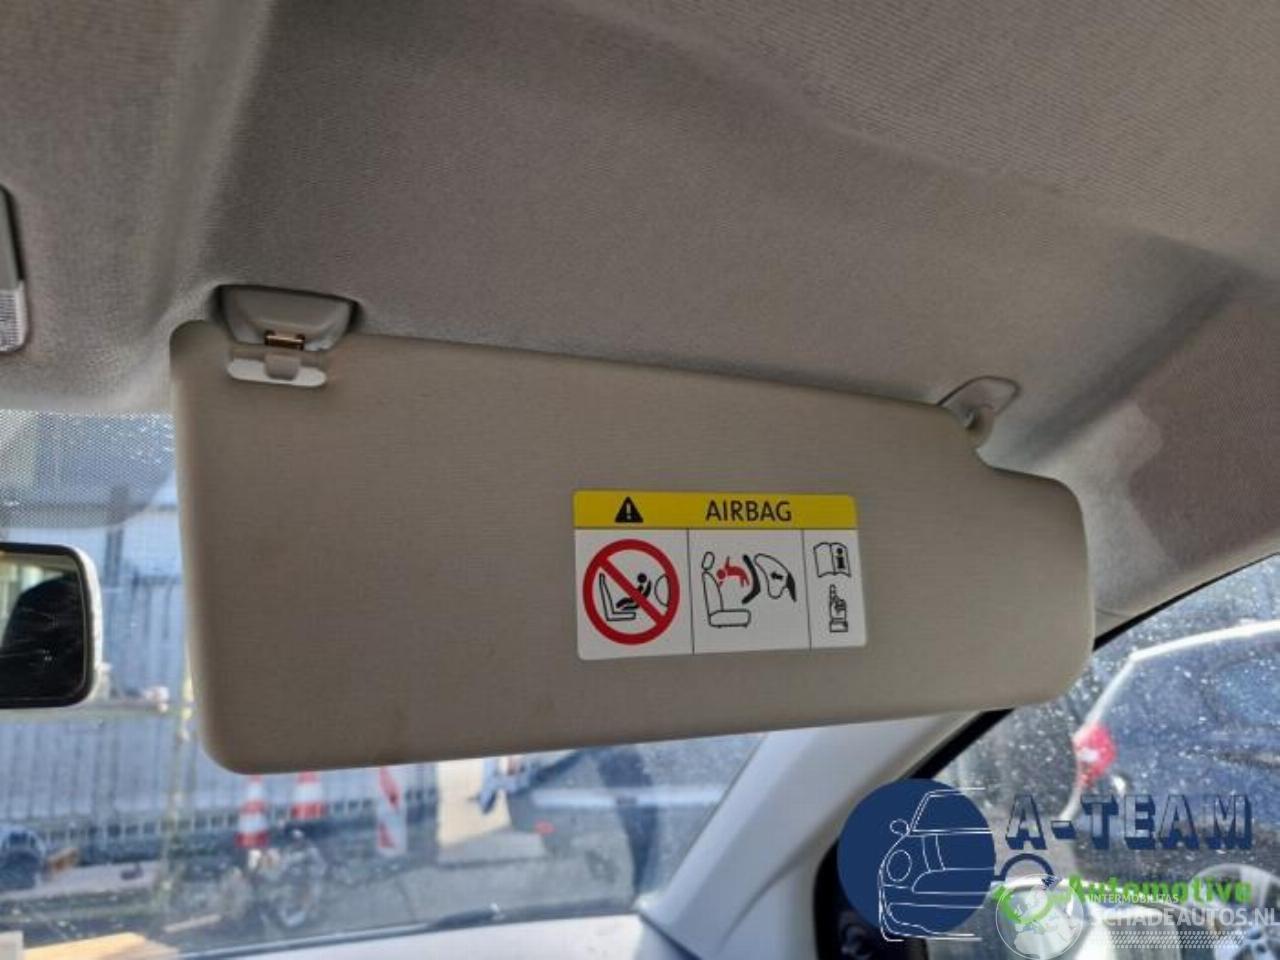 AIRBAG
A-TEAM
Automotive
INTERMOBILITAS
SCHADEAUTOS.NL